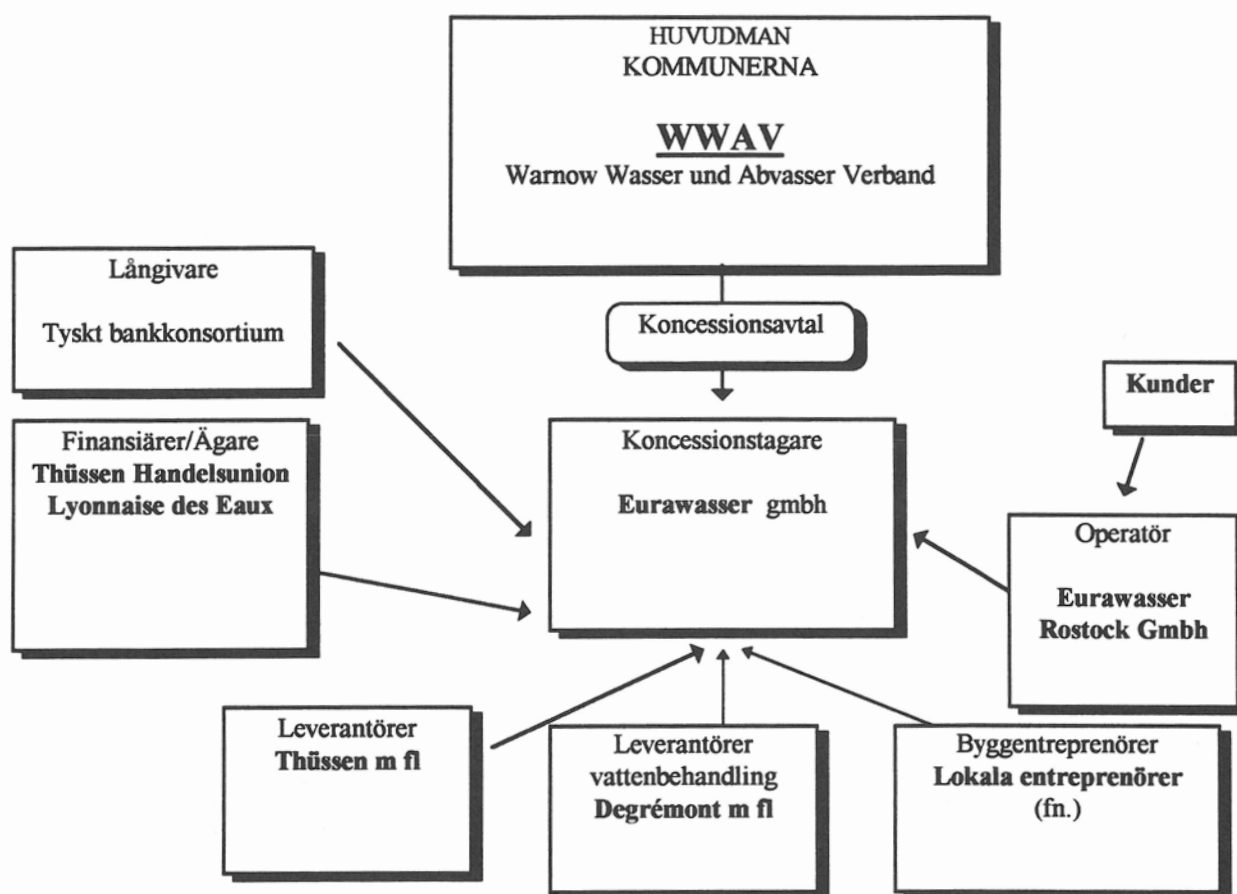 HUVUDMAN
KOMMUNERNA
WWAV
Warnow Wasser und Abvasser Verband
Långivare
Tyskt bankkonsortium
Koncessionsavtal
Kunder
Finansiärer/Ägare
Thüssen Handelsunion
Lyonnaise des Eaux
Koncessionstagare
Eurawasser gmbh
Operatör
Eurawasser
Rostock Gmbh
Leverantörer
Thüssen m fl
Leverantörer
vattenbehandling
Degrémont m fl
Byggentreprenörer
Lokala entreprenörer
(fn.)